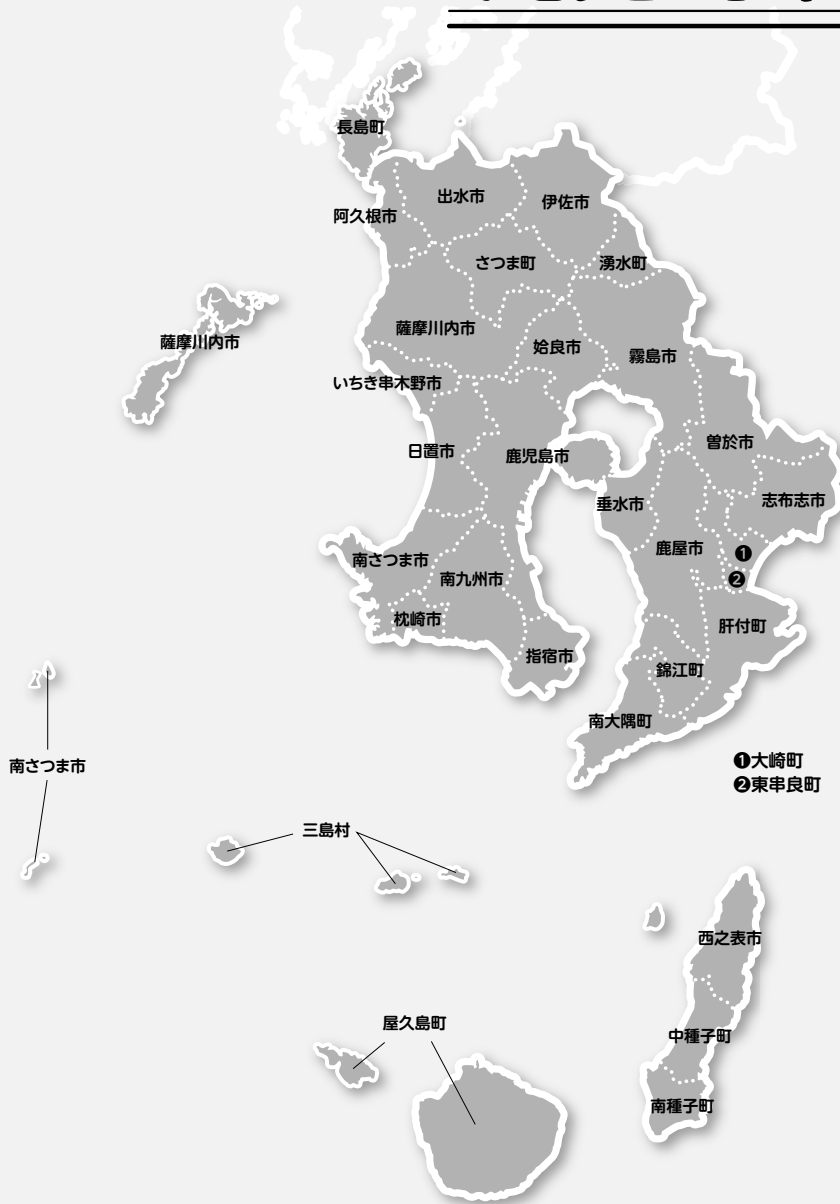 長島町
出水市
伊佐市
阿久根市
さつま町
湧水町
薩摩川内市
薩摩川内市
姶良市
霧島市
いちき串木野市
曽於市
日置市
鹿児島市
志布志市
垂水市
鹿屋市
❶
南さつま市
南九州市
❷
枕崎市
肝付町
指宿市
錦江町
南大隅町
❶大崎町
南さつま市
❷東串良町
三島村
西之表市
屋久島町
中種子町
南種子町